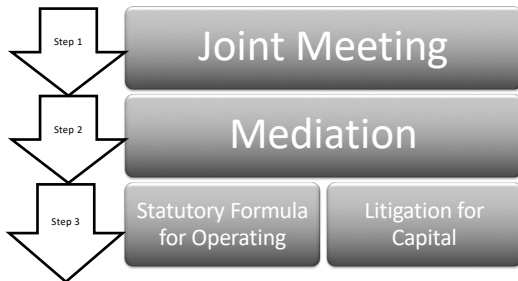 Step 1
Joint Meeting
Step 2
Mediation
Step 3
Statutory Formula
for Operating
Litigation for
Capital